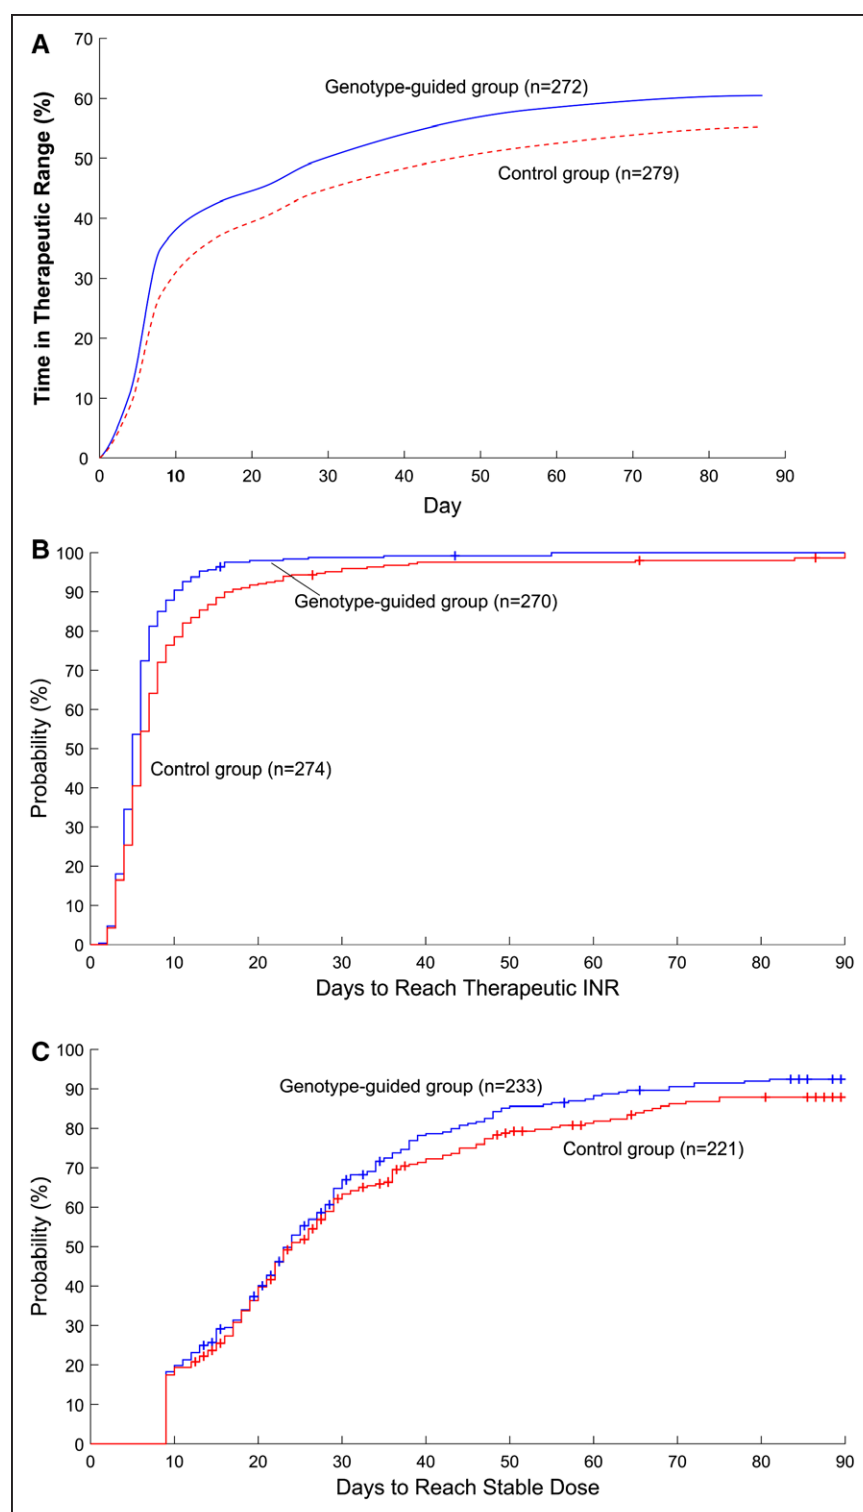 A
70
60
50
40
30
20
10
0
Time in Therapeutic Range (%)
Genotype-guided group (n=272)
Control group (n=279)
0 10 20 30 40 50 60 70 80 90
Day
B
100
90
80
70
60
50
40
30
20
10
0
Probability (%)
Genotype-guided group (n=270)
Control group (n=274)
0 10 20 30 40 50 60 70 80 90
Days to Reach Therapeutic INR
C
100
90
80
70
60
50
40
30
20
10
0
Probability (%)
Genotype-guided group (n=233)
Control group (n=221)
0 10 20 30 40 50 60 70 80 90
Days to Reach Stable Dose